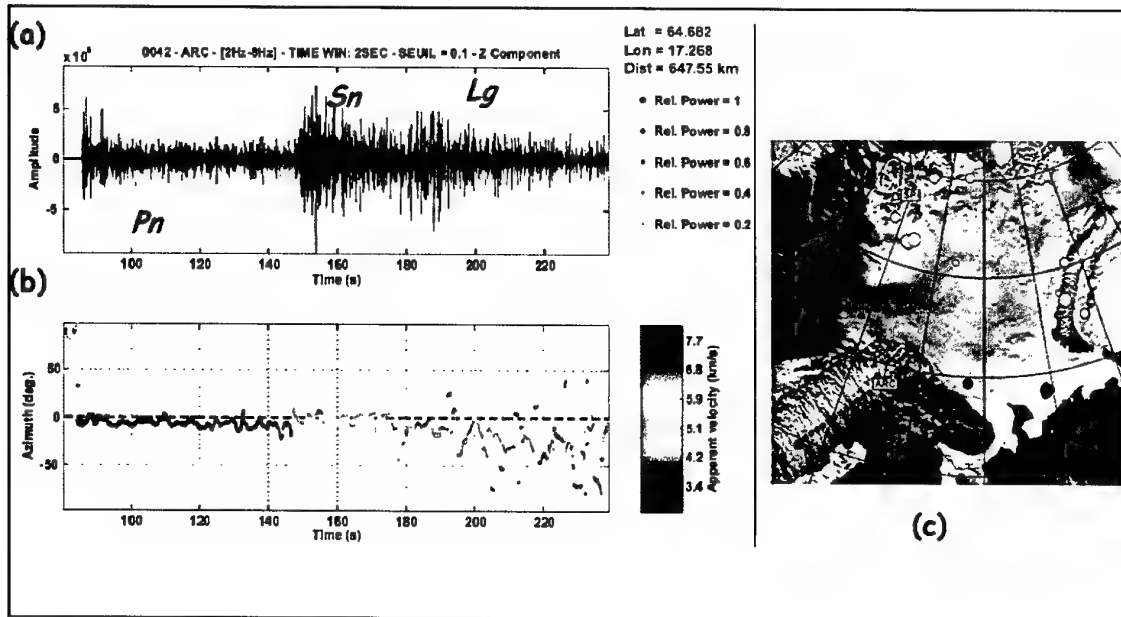 (a)
0042 - ARC - [2Hz-8Hz] - TIME WIN: 2SEC - SEUIL = 0.1 - Z Component
x 10
Amplitude
5
0
-5
Pn
Sn
Lg
100 120 140 160 180 200 220
Time (s)
Lat = 64.682
Lon = 17.268
Dist = 647.55 km
Rel. Power = 1
Rel. Power = 0.8
Rel. Power = 0.6
Rel. Power = 0.4
Rel. Power = 0.2
(b)
Azimuth (deg.)
50
0
-50
100 120 140 160 180 200 220
Time (s)
7.7
6.8
5.9
5.1
4.2
3.4
Apparent velocity (km/s)
ARC
(c)